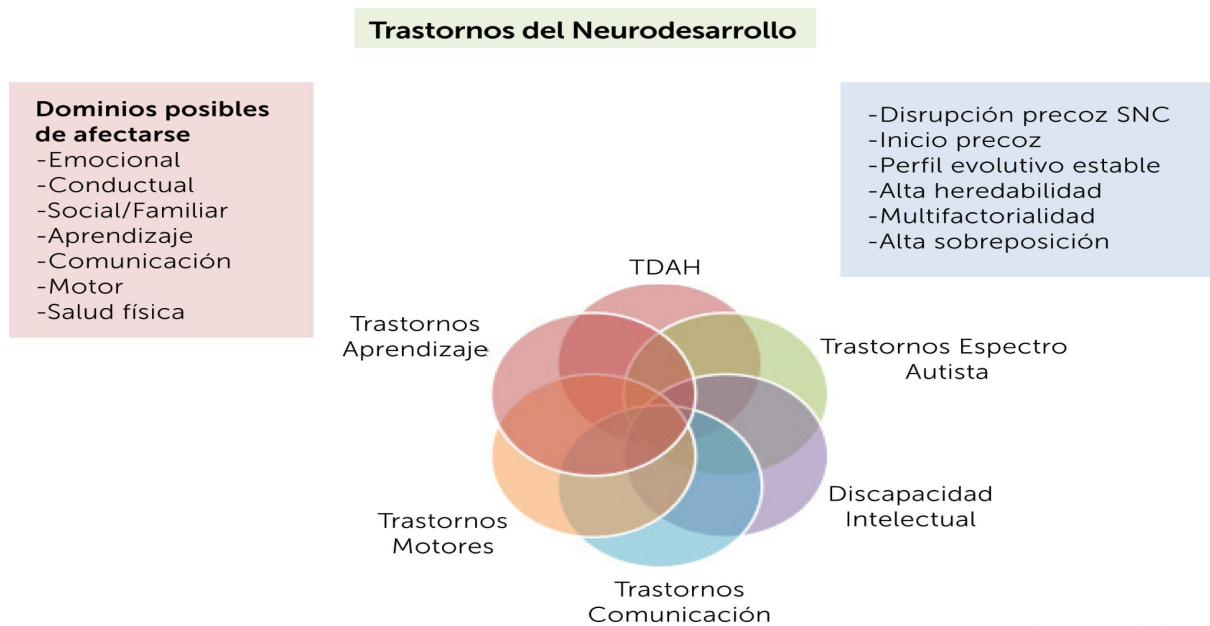 Trastornos del Neurodesarrollo
Dominios posibles
de afectarse
-Emocional
-Conductual
-Social/Familiar
-Aprendizaje
-Comunicación
-Motor
-Salud física
-Disrupción precoz SNC
-Inicio precoz
-Perfil evolutivo estable
-Alta heredabilidad
-Multifactorialidad
-Alta sobreposición
TDAH
Trastornos
Aprendizaje
Trastornos Espectro
Autista
Discapacidad
Intelectual
Trastornos
Motores
Trastornos
Comunicación